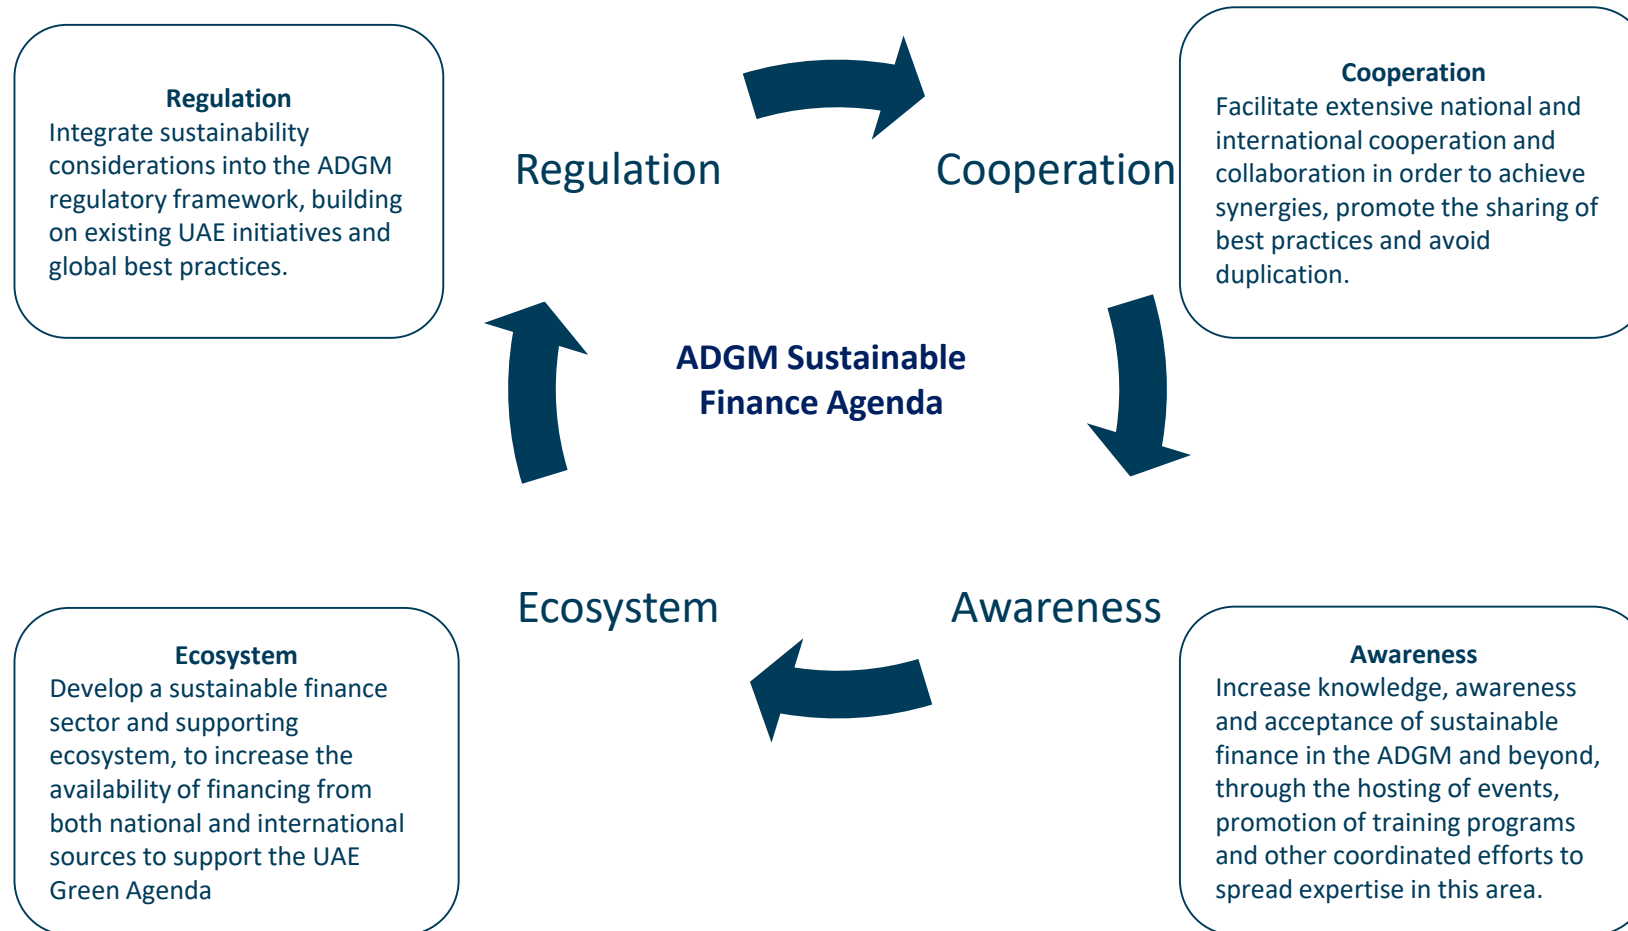 Regulation
Integrate sustainability
considerations into the ADGM
regulatory framework, building
on existing UAE initiatives and
global best practices.
Regulation
Cooperation
Cooperation
Facilitate extensive national and
international cooperation and
collaboration in order to achieve
synergies, promote the sharing of
best practices and avoid
duplication.
ADGM Sustainable
Finance Agenda
Ecosystem
Awareness
Ecosystem
Develop a sustainable finance
sector and supporting
ecosystem, to increase the
availability of financing from
both national and international
sources to support the UAE
Green Agenda
Awareness
Increase knowledge, awareness
and acceptance of sustainable
finance in the ADGM and beyond,
through the hosting of events,
promotion of training programs
and other coordinated efforts to
spread expertise in this area.